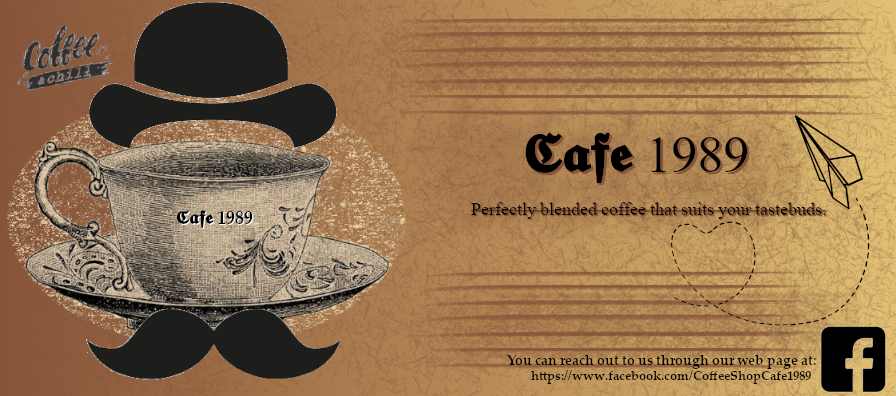 Coffee
& chill
Cafe 1989
Cafe 1989
Perfectly blended coffee that suits your tastebuds.
You can reach out to us through our web page at:
https://www.facebook.com/CoffeeShopCafe1989
f